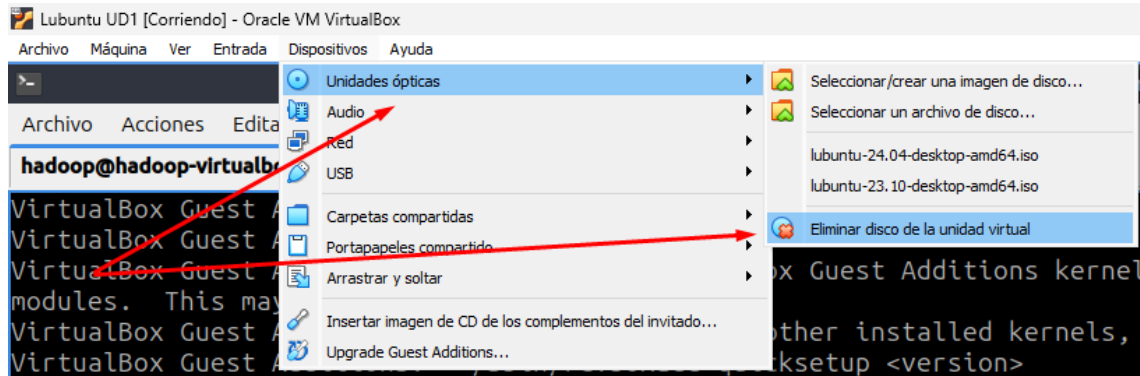 Lubuntu UD1 [Corriendo] - Oracle VM VirtualBox
Archivo Máquina Ver Entrada Dispositivos Ayuda
Unidades ópticas
Audio
Red
USB
Carpetas compartidas
Portapapeles compartido
Arrastrar y soltar
Insertar imagen de CD de los complementos del invitado...
Upgrade Guest Additions...
Seleccionar/crear una imagen de disco...
Seleccionar un archivo de disco...
lubuntu-24.04-desktop-amd64.iso
lubuntu-23.10-desktop-amd64.iso
Eliminar disco de la unidad virtual
Archivo Acciones Edita
hadoop@hadoop-virtualb
VirtualBox Guest
VirtualBox Guest
VirtualBox Guest ox Guest Additions kernel
modules. This may
VirtualBox Guest other installed kernels,
VirtualBox Guest cksetup <version>